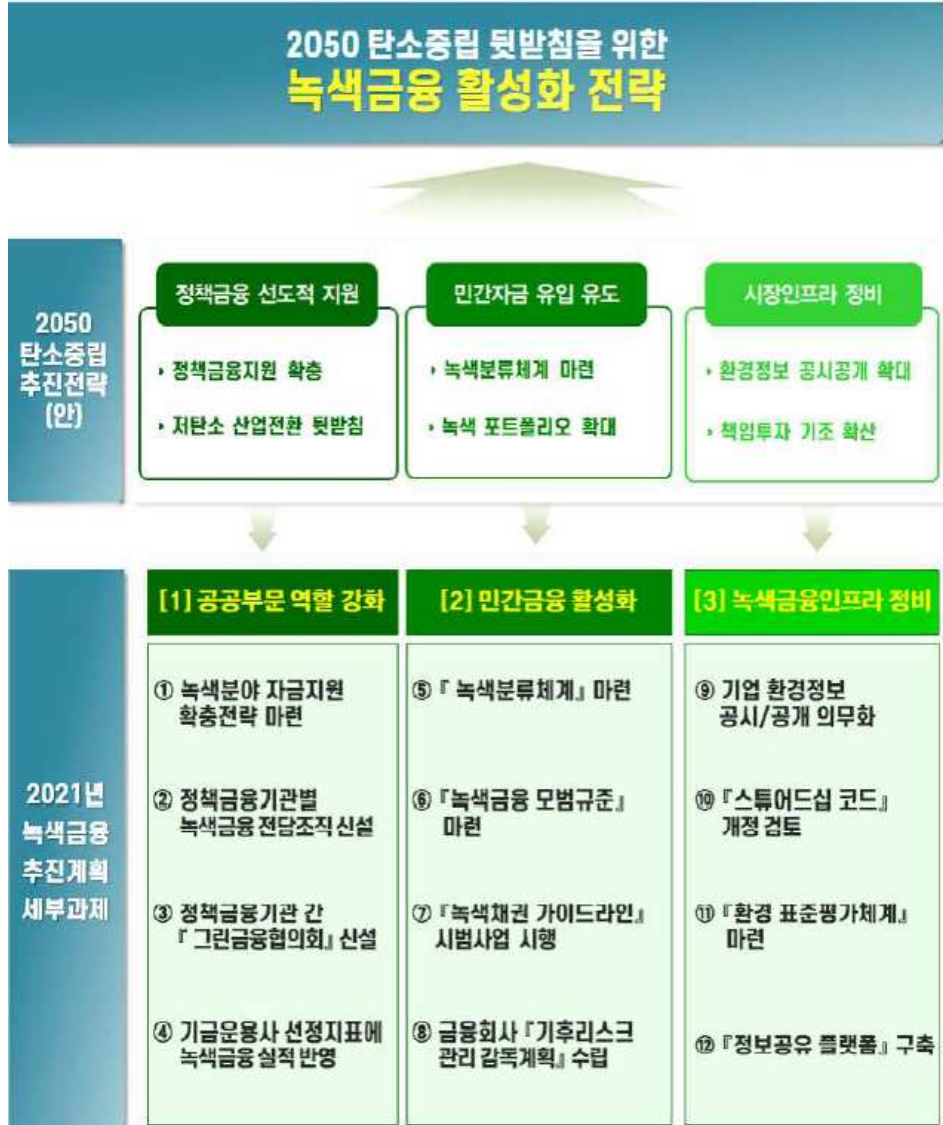 2050 탄소중립 뒷받침을 위한
녹색금융 활성화 전략
2050
탄소중립
추진전략
(안)
정책금융 선도적 지원
› 정책금융지원 확충
› 저탄소 산업전환 뒷받침
민간자금 유입 유도
› 녹색분류체계 마련
› 녹색 포트폴리오 확대
시장인프라 정비
› 환경정보 공시공개 확대
› 책임투자 기조 확산
2021년
녹색금융
추진계획
세부과제
[1] 공공부문 역할 강화
① 녹색분야 자금지원
확충전략 마련
② 정책금융기관별
녹색금융 전담조직 신설
③ 정책금융기관 간
『 그린금융협의회』 신설
④ 기금운용사 선정지표에
녹색금융 실적 반영
[2] 민간금융 활성화
⑤ 『 녹색분류체계』 마련
⑥ 『녹색금융 모범규준』
마련
⑦ 『녹색채권 가이드라인』
시범사업 시행
⑧ 금융회사 『기후리스크
관리 감독계획』 수립
[3] 녹색금융인프라 정비
⑨ 기업 환경정보
공시/공개 의무화
⑩ 『스튜어드십 코드』
개정 검토
⑪ 『환경 표준평가체계』
마련
⑫ 『정보공유 플랫폼』 구축